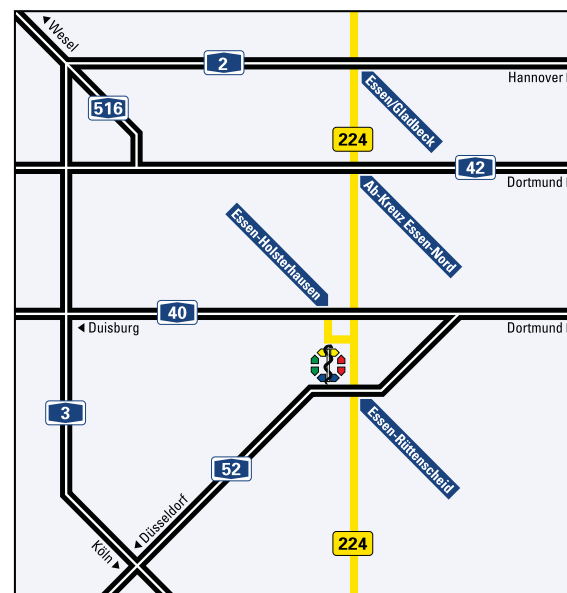 Wesel
2
Hannover
Essen/Gladbeck
516
224
42
Dortmund
Ab-Kreuz Essen-Nord
Essen-Holsterhausen
40
Duisburg
Dortmund
3
Essen-Rüttenscheid
52
Düsseldorf
Köln
224